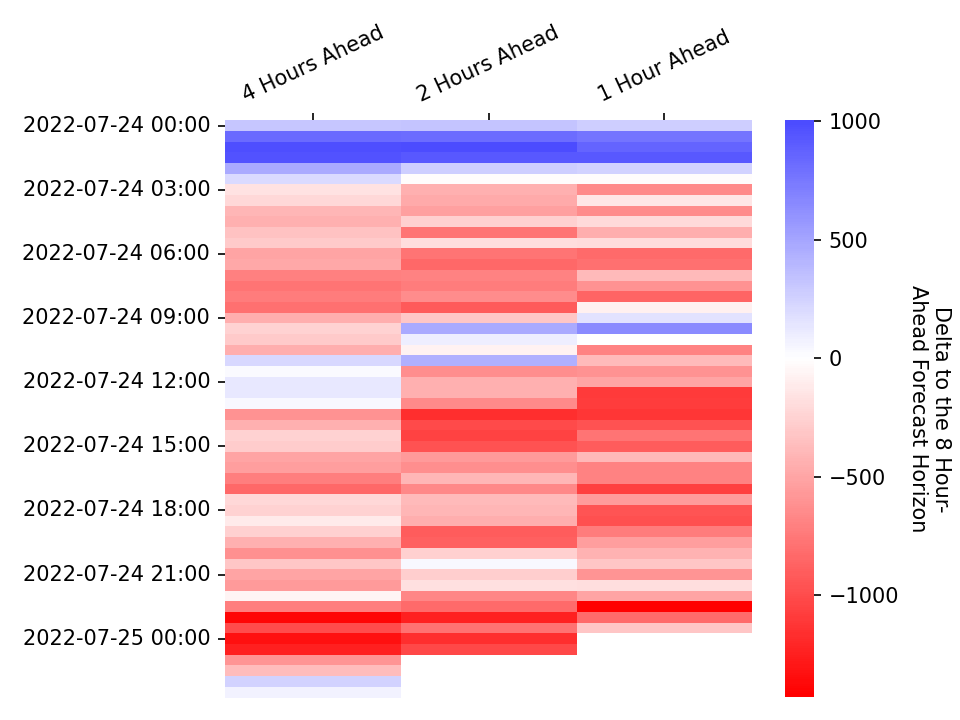 4 Hours Ahead
2 Hours Ahead
1 Hour Ahead
2022-07-24 00:00
2022-07-24 03:00
2022-07-24 06:00
2022-07-24 09:00
2022-07-24 12:00
2022-07-24 15:00
2022-07-24 18:00
2022-07-24 21:00
2022-07-25 00:00
1000
500
0
−500
−1000
Delta to the 8 Hour-
Ahead Forecast Horizon